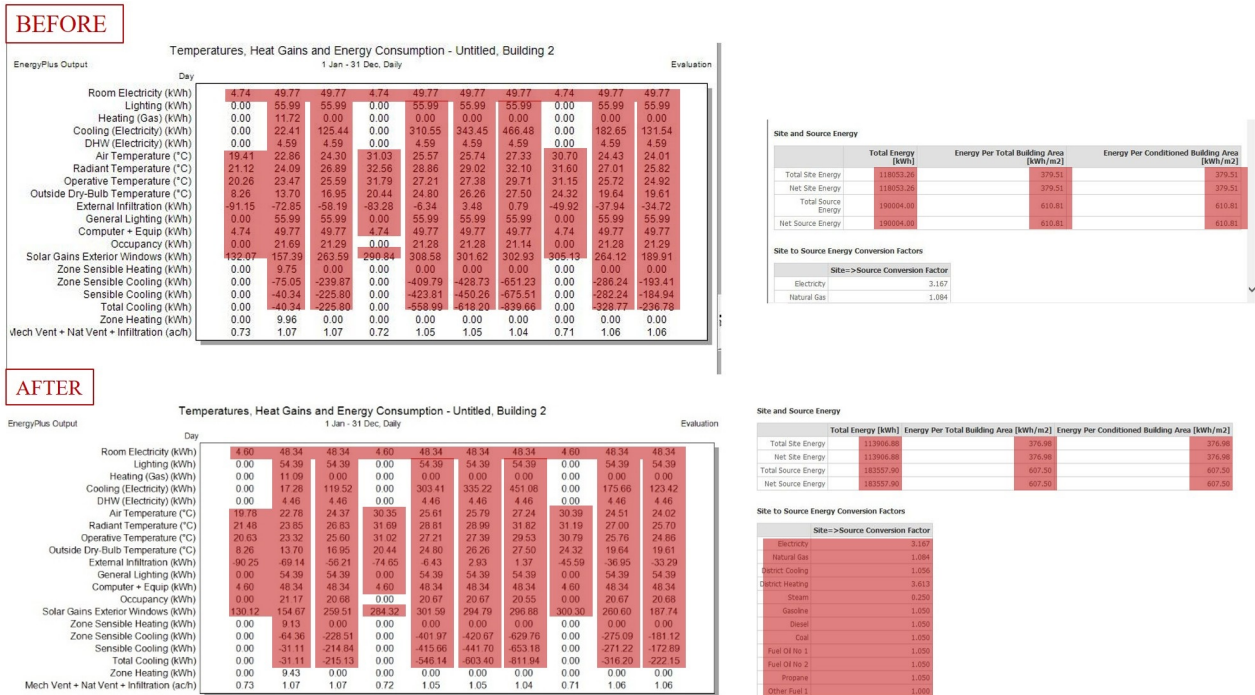 BEFORE
Temperatures, Heat Gains and Energy Consumption - Untitled, Building 2
EnergyPlus Output 1 Jan - 31 Dec, Daily Evaluation
Day
Room Electricity (kWh) 4.74 49.77 49.77 4.74 49.77 49.77 49.77 4.74 49.77 49.77
Lighting (kWh) 0.00 55.99 55.99 0.00 55.99 55.99 55.99 0.00 55.99 55.99
Heating (Gas) (kWh) 0.00 11.72 0.00 0.00 0.00 0.00 0.00 0.00 0.00 0.00
Cooling (Electricity) (kWh) 0.00 22.41 125.44 0.00 310.55 343.45 466.48 0.00 182.65 131.54
DHW (Electricity) (kWh) 0.00 4.59 4.59 0.00 4.59 4.59 4.59 0.00 4.59 4.59
Air Temperature (°C) 19.41 22.86 24.30 31.03 25.57 25.74 27.33 30.70 24.43 24.01
Radiant Temperature (°C) 21.12 24.09 26.89 32.56 28.86 29.02 32.10 31.60 27.01 25.82
Operative Temperature (°C) 20.26 23.47 25.59 31.79 27.21 27.38 29.71 31.15 25.72 24.92
Outside Dry-Bulb Temperature (°C) 8.26 13.70 16.95 20.44 24.80 26.26 27.50 24.32 19.64 19.61
External Infiltration (kWh) -91.15 -72.85 -58.19 -83.28 -6.34 3.48 0.79 -49.92 -37.94 -34.72
General Lighting (kWh) 0.00 55.99 55.99 0.00 55.99 55.99 55.99 0.00 55.99 55.99
Computer + Equip (kWh) 4.74 49.77 49.77 4.74 49.77 49.77 49.77 4.74 49.77 49.77
Occupancy (kWh) 0.00 21.69 21.29 0.00 21.28 21.28 21.14 0.00 21.28 21.29
Solar Gains Exterior Windows (kWh) 132.07 157.39 263.59 290.84 308.58 301.62 302.93 305.13 264.12 189.91
Zone Sensible Heating (kWh) 0.00 9.75 0.00 0.00 0.00 0.00 0.00 0.00 0.00 0.00
Zone Sensible Cooling (kWh) 0.00 -75.05 -239.87 0.00 -409.79 -428.73 -651.23 0.00 -286.24 -193.41
Sensible Cooling (kWh) 0.00 -40.34 -225.80 0.00 -423.81 -450.26 -675.51 0.00 -282.24 -184.94
Total Cooling (kWh) 0.00 -40.34 -225.80 0.00 -558.99 -618.20 -839.66 0.00 -328.77 -236.78
Zone Heating (kWh) 0.00 9.96 0.00 0.00 0.00 0.00 0.00 0.00 0.00 0.00
Mech Vent + Nat Vent + Infiltration (ac/h) 0.73 1.07 1.07 0.72 1.05 1.05 1.04 0.71 1.06 1.06
Site and Source Energy
Total Energy [kWh] Energy Per Total Building Area [kWh/m2] Energy Per Conditioned Building Area [kWh/m2]
Total Site Energy 118053.26 379.51 379.51
Net Site Energy 118053.26 379.51 379.51
Total Source Energy 190004.00 610.81 610.81
Net Source Energy 190004.00 610.81 610.81
Site to Source Energy Conversion Factors
Site=>Source Conversion Factor
Electricity 3.167
Natural Gas 1.084
AFTER
Temperatures, Heat Gains and Energy Consumption - Untitled, Building 2
EnergyPlus Output 1 Jan - 31 Dec, Daily Evaluation
Day
Room Electricity (kWh) 4.60 48.34 48.34 4.60 48.34 48.34 48.34 4.60 48.34 48.34
Lighting (kWh) 0.00 54.39 54.39 0.00 54.39 54.39 54.39 0.00 54.39 54.39
Heating (Gas) (kWh) 0.00 11.09 0.00 0.00 0.00 0.00 0.00 0.00 0.00 0.00
Cooling (Electricity) (kWh) 0.00 17.28 119.52 0.00 303.41 335.22 451.08 0.00 175.66 123.42
DHW (Electricity) (kWh) 0.00 4.46 4.46 0.00 4.46 4.46 4.46 0.00 4.46 4.46
Air Temperature (°C) 19.78 22.78 24.37 30.35 25.61 25.79 27.24 30.39 24.51 24.02
Radiant Temperature (°C) 21.48 23.85 26.83 31.69 28.81 28.99 31.82 31.19 27.00 25.70
Operative Temperature (°C) 20.63 23.32 25.60 31.02 27.21 27.39 29.53 30.79 25.76 24.86
Outside Dry-Bulb Temperature (°C) 8.26 13.70 16.95 20.44 24.80 26.26 27.50 24.32 19.64 19.61
External Infiltration (kWh) -90.25 -69.14 -56.21 -74.65 -6.43 2.93 1.37 -45.59 -36.95 -33.29
General Lighting (kWh) 0.00 54.39 54.39 0.00 54.39 54.39 54.39 0.00 54.39 54.39
Computer + Equip (kWh) 4.60 48.34 48.34 4.60 48.34 48.34 48.34 4.60 48.34 48.34
Occupancy (kWh) 0.00 21.17 20.68 0.00 20.67 20.67 20.55 0.00 20.67 20.68
Solar Gains Exterior Windows (kWh) 130.12 154.67 259.51 284.32 301.59 294.79 296.88 300.30 260.60 187.74
Zone Sensible Heating (kWh) 0.00 9.13 0.00 0.00 0.00 0.00 0.00 0.00 0.00 0.00
Zone Sensible Cooling (kWh) 0.00 -64.36 -228.51 0.00 -401.97 -420.67 -629.76 0.00 -275.09 -181.12
Sensible Cooling (kWh) 0.00 -31.11 -214.84 0.00 -415.66 -441.70 -653.18 0.00 -271.22 -172.89
Total Cooling (kWh) 0.00 -31.11 -215.13 0.00 -546.14 -603.40 -811.94 0.00 -316.20 -222.15
Zone Heating (kWh) 0.00 9.43 0.00 0.00 0.00 0.00 0.00 0.00 0.00 0.00
Mech Vent + Nat Vent + Infiltration (ac/h) 0.73 1.07 1.07 0.72 1.05 1.05 1.04 0.71 1.06 1.06
Site and Source Energy
Total Energy [kWh] Energy Per Total Building Area [kWh/m2] Energy Per Conditioned Building Area [kWh/m2]
Total Site Energy 113906.88 376.98 376.98
Net Site Energy 113906.88 376.98 376.98
Total Source Energy 183557.90 607.50 607.50
Net Source Energy 183557.90 607.50 607.50
Site to Source Energy Conversion Factors
Site=>Source Conversion Factor
Electricity 3.167
Natural Gas 1.084
District Cooling 1.056
District Heating 3.613
Steam 0.250
Gasoline 1.050
Diesel 1.050
Coal 1.050
Fuel Oil No 1 1.050
Fuel Oil No 2 1.050
Propane 1.050
Other Fuel 1 1.000